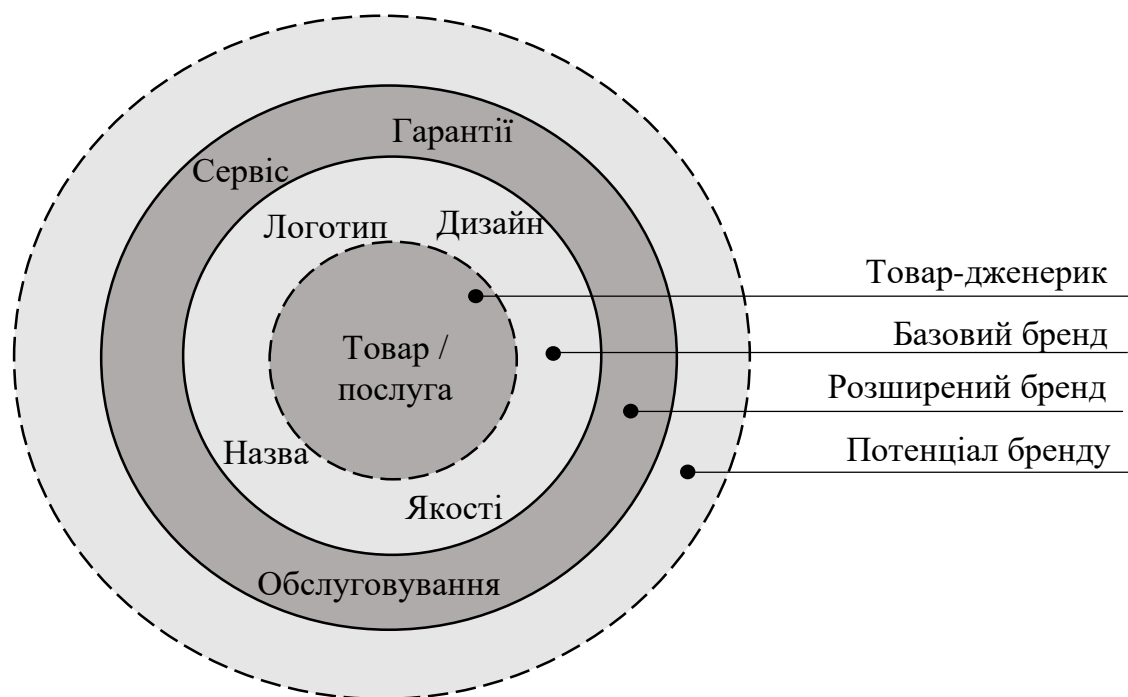 Гарантії
Сервіс
Логотип
Дизайн
Товар /
послуга
Назва
Якості
Обслуговування
Товар-дженерик
Базовий бренд
Розширений бренд
Потенціал бренду